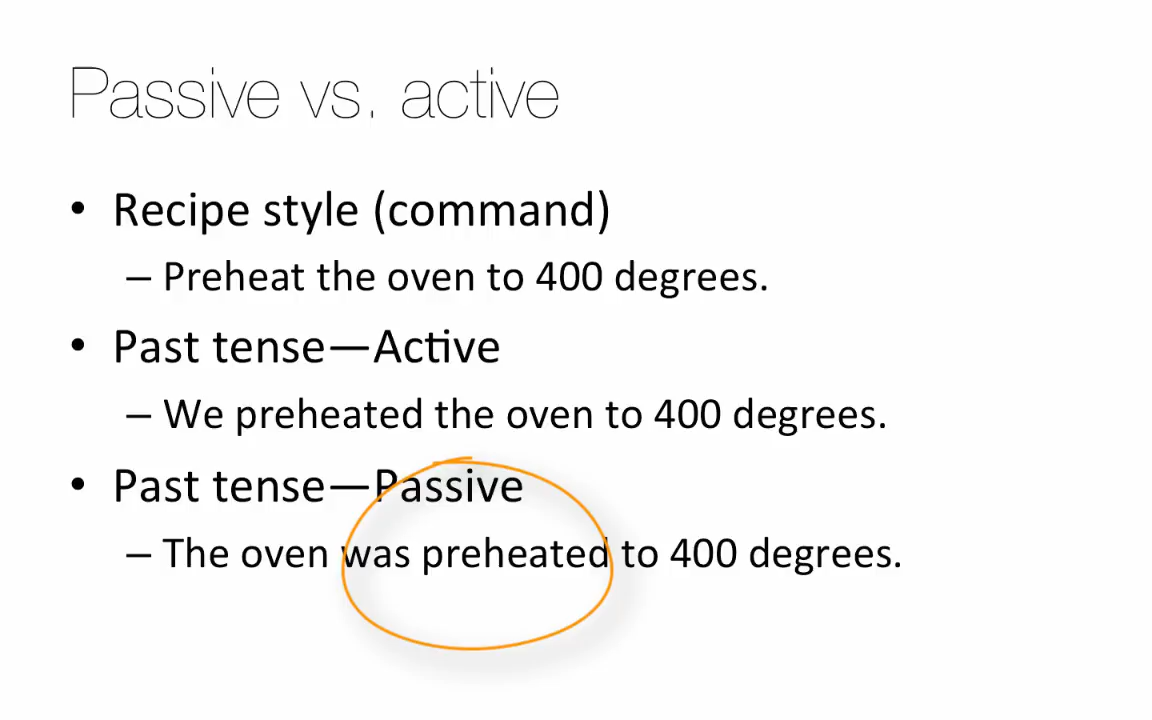 Passive vs. active
• Recipe style (command)
– Preheat the oven to 400 degrees.
• Past tense—Active
– We preheated the oven to 400 degrees.
• Past tense—Passive
– The oven was preheated to 400 degrees.